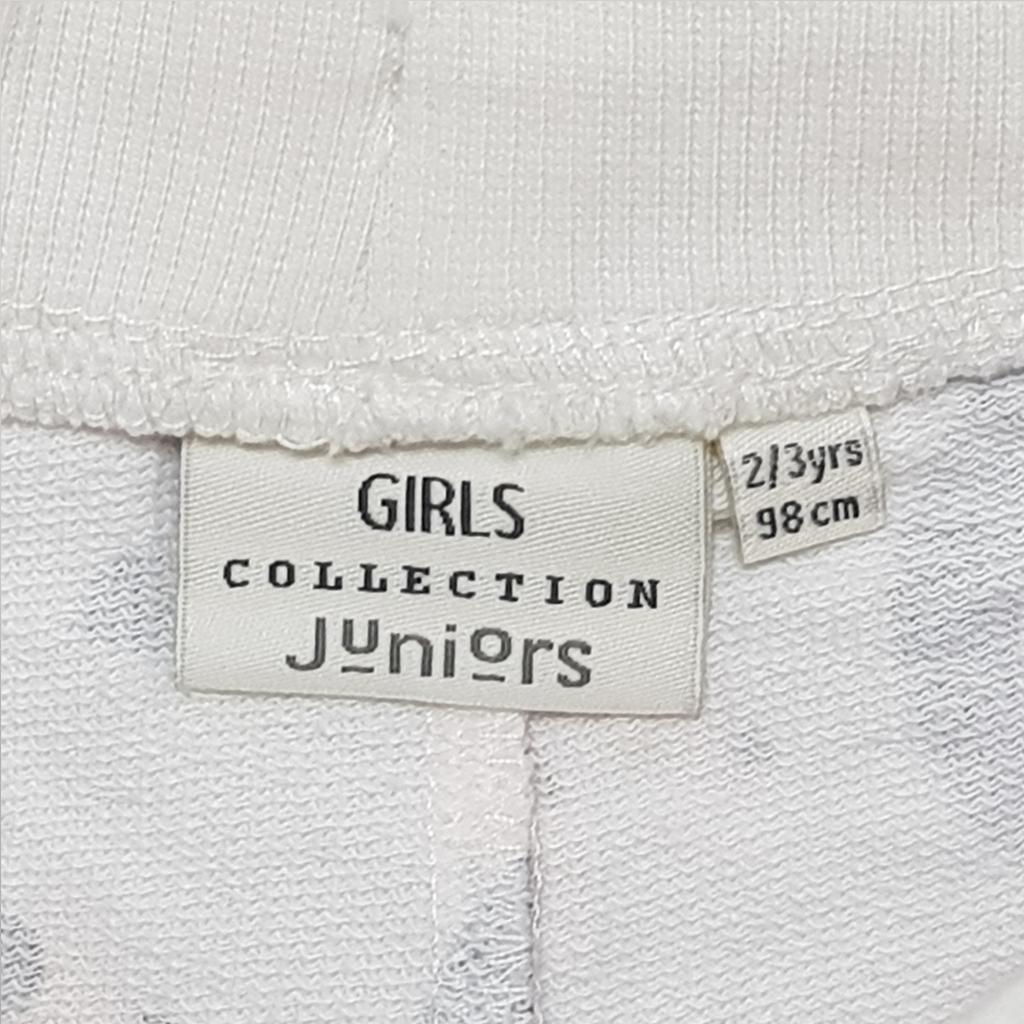 GIRLS
COLLECTION
Juniors
2/3yrs
98cm